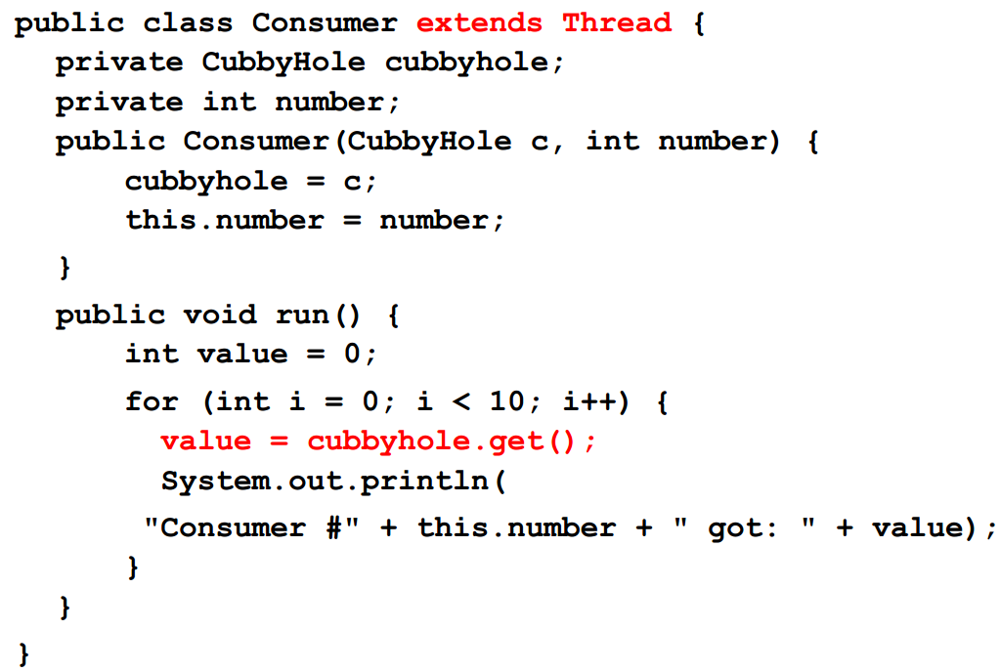 public class Consumer extends Thread {
private CubbyHole cubbyhole;
private int number;
public Consumer(CubbyHole c, int number) {
cubbyhole = c;
this.number = number;
}
public void run() {
int value = 0;
for (int i = 0; i < 10; i++) {
value = cubbyhole.get();
System.out.println(
"Consumer #" + this.number + " got: " + value);
}
}
}